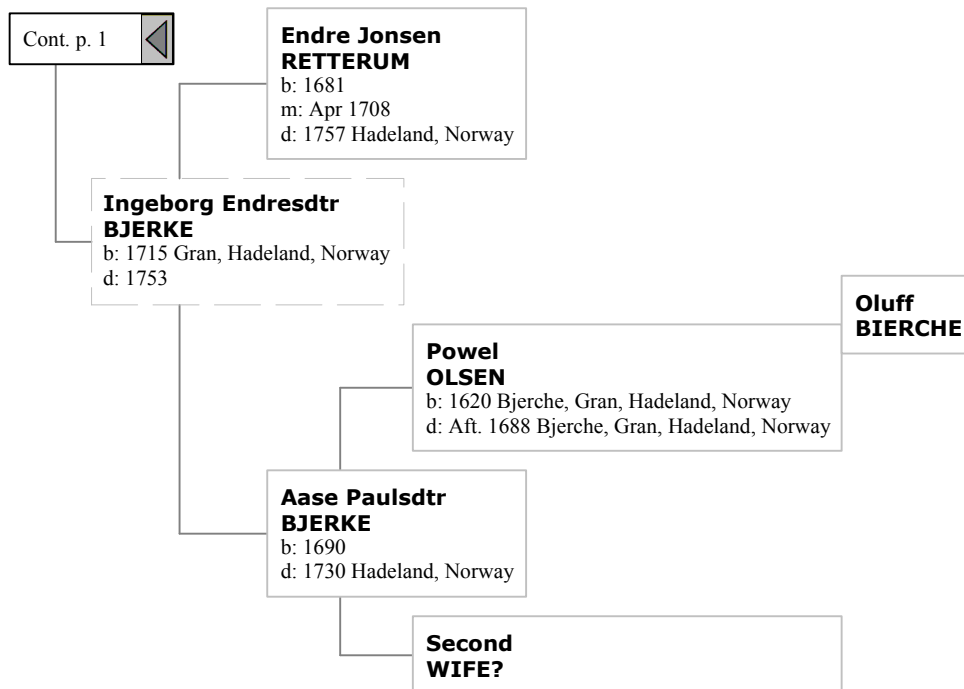 Cont. p. 1
Endre Jonsen
RETTERUM
b: 1681
m: Apr 1708
d: 1757 Hadeland, Norway
Ingeborg Endresdtr
BJERKE
b: 1715 Gran, Hadeland, Norway
d: 1753
Oluff
BIERCHE
Powel
OLSEN
b: 1620 Bjerche, Gran, Hadeland, Norway
d: Aft. 1688 Bjerche, Gran, Hadeland, Norway
Aase Paulsdtr
BJERKE
b: 1690
d: 1730 Hadeland, Norway
Second
WIFE?